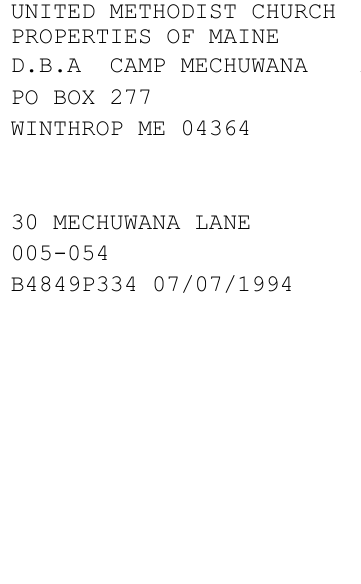 UNITED METHODIST CHURCH
PROPERTIES OF MAINE
D.B.A  CAMP MECHUWANA
PO BOX 277
WINTHROP ME 04364
30 MECHUWANA LANE
005-054
B4849P334 07/07/1994